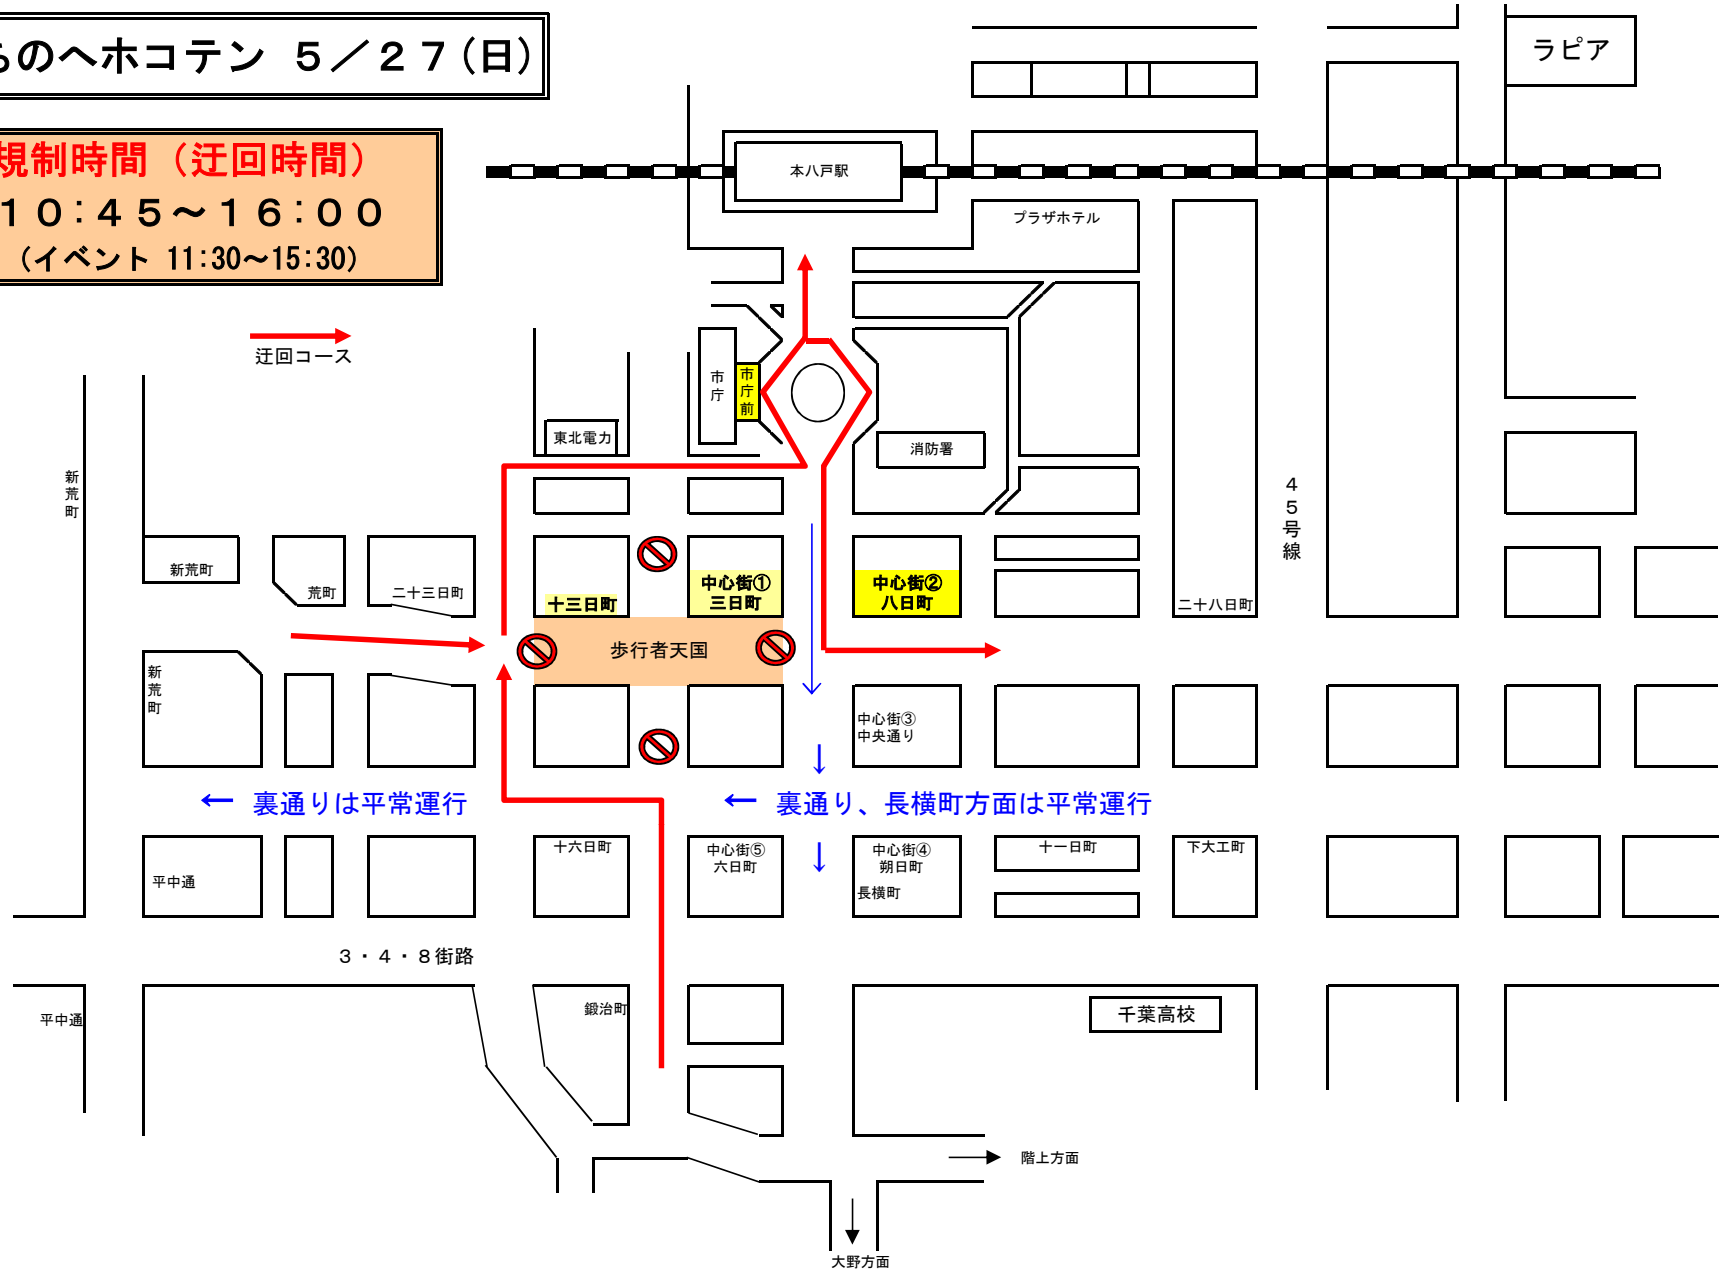 ちのへホコテン ５／２７(日)
ラピア
規制時間（迂回時間）
１０：４５～１６：００
（イベント 11:30～15:30）
本八戸駅
プラザホテル
迂回コース
市庁
市庁前
東北電力
消防署
新荒町
４５号線
新荒町
荒町
二十三日町
十三日町
中心街①
三日町
中心街②
八日町
二十八日町
歩行者天国
新荒町
中心街③
中央通り
↓
← 裏通りは平常運行
← 裏通り、長横町方面は平常運行
↓
平中通
十六日町
中心街⑤
六日町
中心街④
朔日町
長横町
十一日町
下大工町
３・４・８街路
平中通
鍛治町
千葉高校
階上方面
大野方面